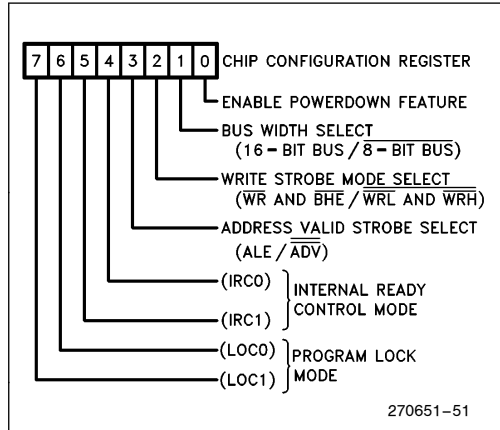 7 6 5 4 3 2 1 0 CHIP CONFIGURATION REGISTER
ENABLE POWERDOWN FEATURE
BUS WIDTH SELECT
(16-BIT BUS / 8-BIT BUS)
WRITE STROBE MODE SELECT
(WR AND BHE / WRL AND WRH)
ADDRESS VALID STROBE SELECT
(ALE / ADV)
(IRC0)
INTERNAL READY
CONTROL MODE
(IRC1)
(LOC0)
PROGRAM LOCK
MODE
(LOC1)
270651-51